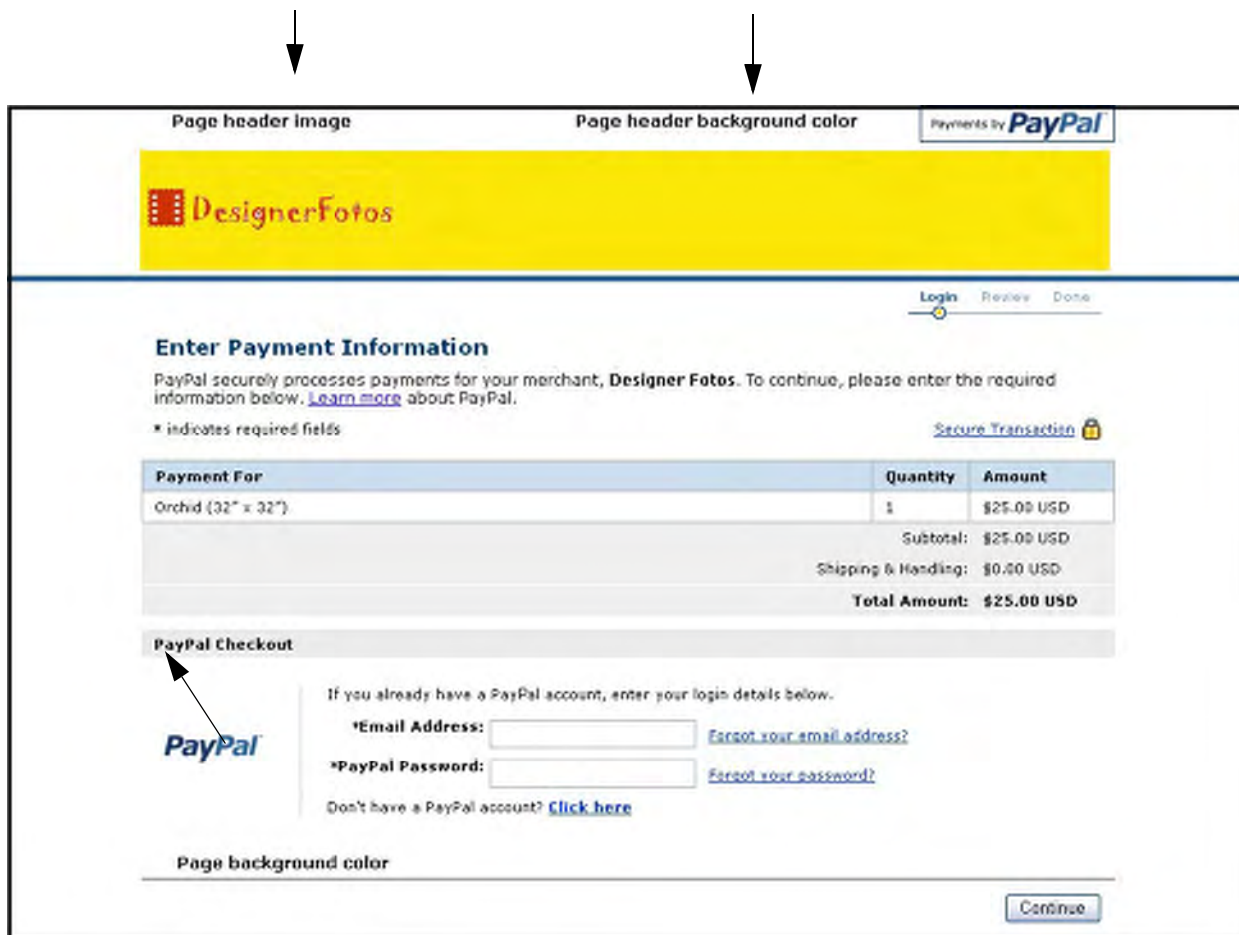 Page header image Page header background color Payments by PayPal
DesignerFotos
Login Review Done
Enter Payment Information
PayPal securely processes payments for your merchant, Designer Fotos. To continue, please enter the required
information below. Learn more about PayPal.
* indicates required fields Secure Transaction
Payment For Quantity Amount
Orchid (32" x 32") 1 $25.00 USD
Subtotal: $25.00 USD
Shipping & Handling: $0.00 USD
Total Amount: $25.00 USD
PayPal Checkout
If you already have a PayPal account, enter your login details below.
PayPal
*Email Address: Forgot your email address?
*PayPal Password: Forgot your password?
Don't have a PayPal account? Click here
Page background color
Continue